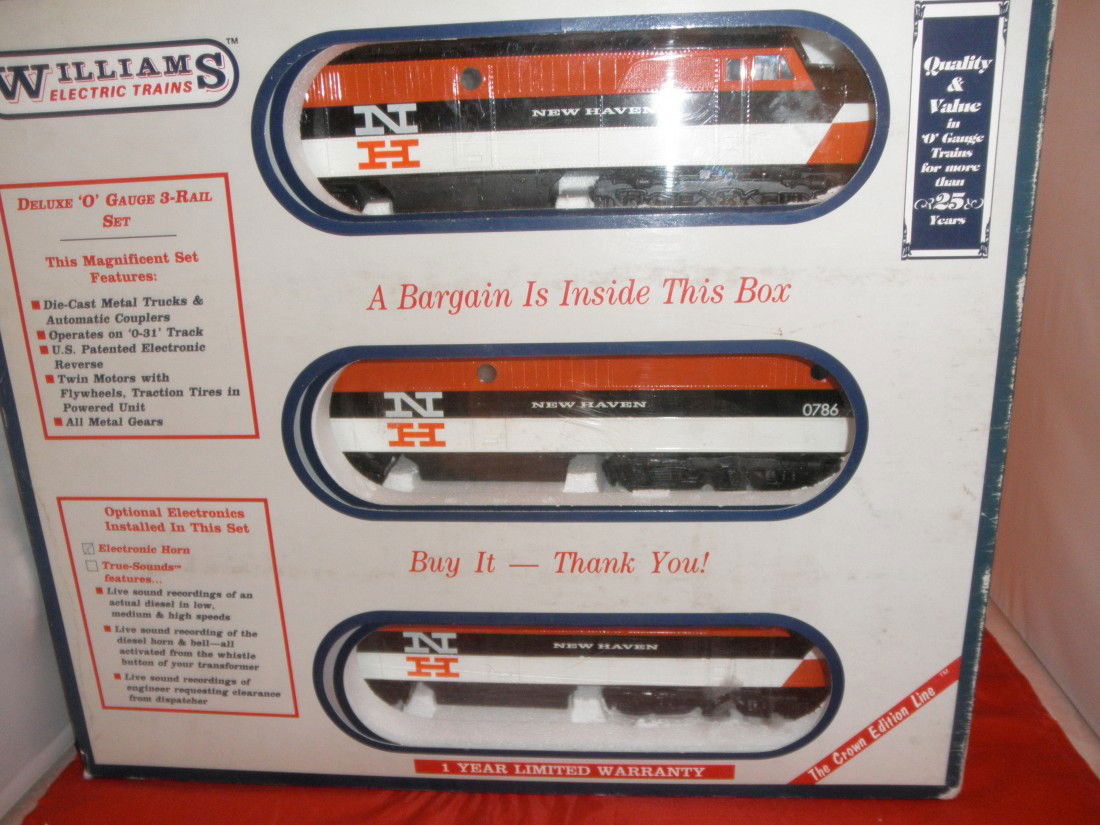 WILLIAMS™
ELECTRIC TRAINS
N
H
NEW HAVEN
Quality
&
Value
in
'O' Gauge
Trains
for more
than
25
Years
DELUXE 'O' GAUGE 3-RAIL
SET
This Magnificent Set
Features:
Die-Cast Metal Trucks &
Automatic Couplers
Operates on '0-31' Track
U.S. Patented Electronic
Reverse
Twin Motors with
Flywheels, Traction Tires in
Powered Unit
All Metal Gears
A Bargain Is Inside This Box
N
H
NEW HAVEN
0786
Optional Electronics
Installed In This Set
Electronic Horn
True-Sounds™
features...
Live sound recordings of an
actual diesel in low,
medium & high speeds
Live sound recording of the
diesel horn & bell—all
activated from the whistle
button of your transformer
Live sound recordings of
engineer requesting clearance
from dispatcher
Buy It — Thank You!
N
H
NEW HAVEN
1 YEAR LIMITED WARRANTY
The Crown Edition Line™